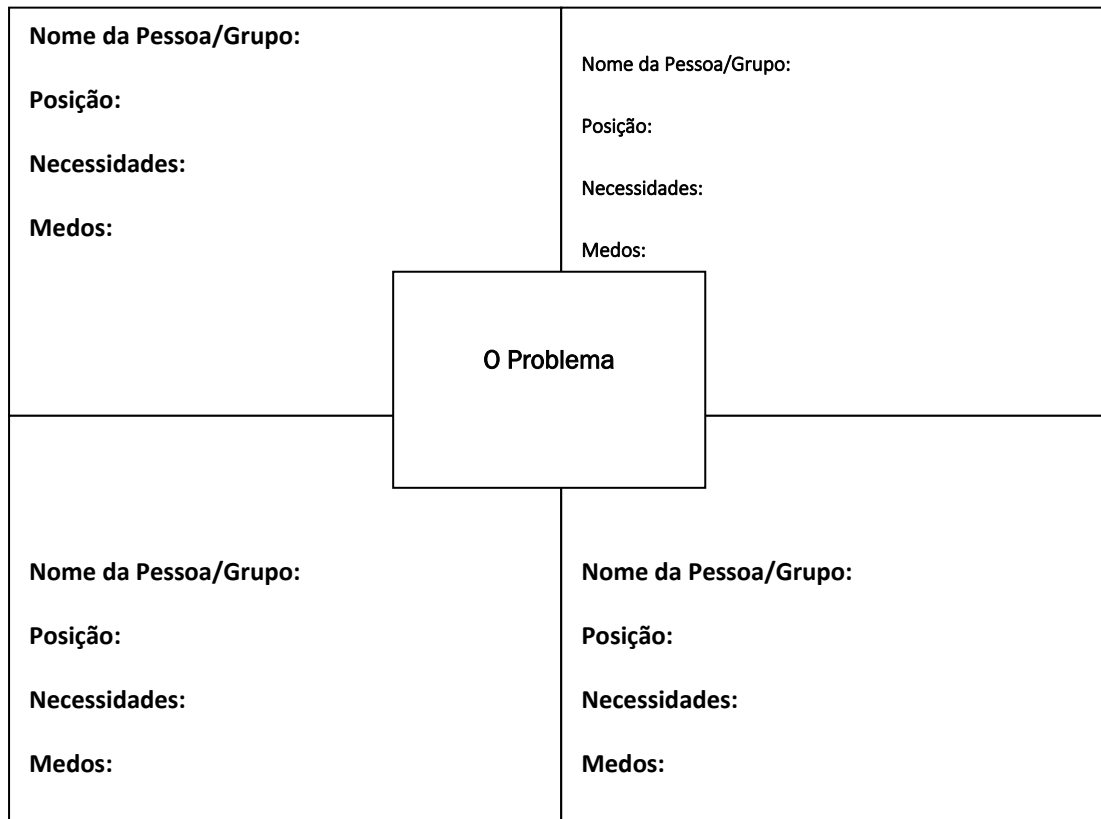 Nome da Pessoa/Grupo:
Posição:
Necessidades:
Medos:
Nome da Pessoa/Grupo:
Posição:
Necessidades:
Medos:
O Problema
Nome da Pessoa/Grupo:
Posição:
Necessidades:
Medos:
Nome da Pessoa/Grupo:
Posição:
Necessidades:
Medos: